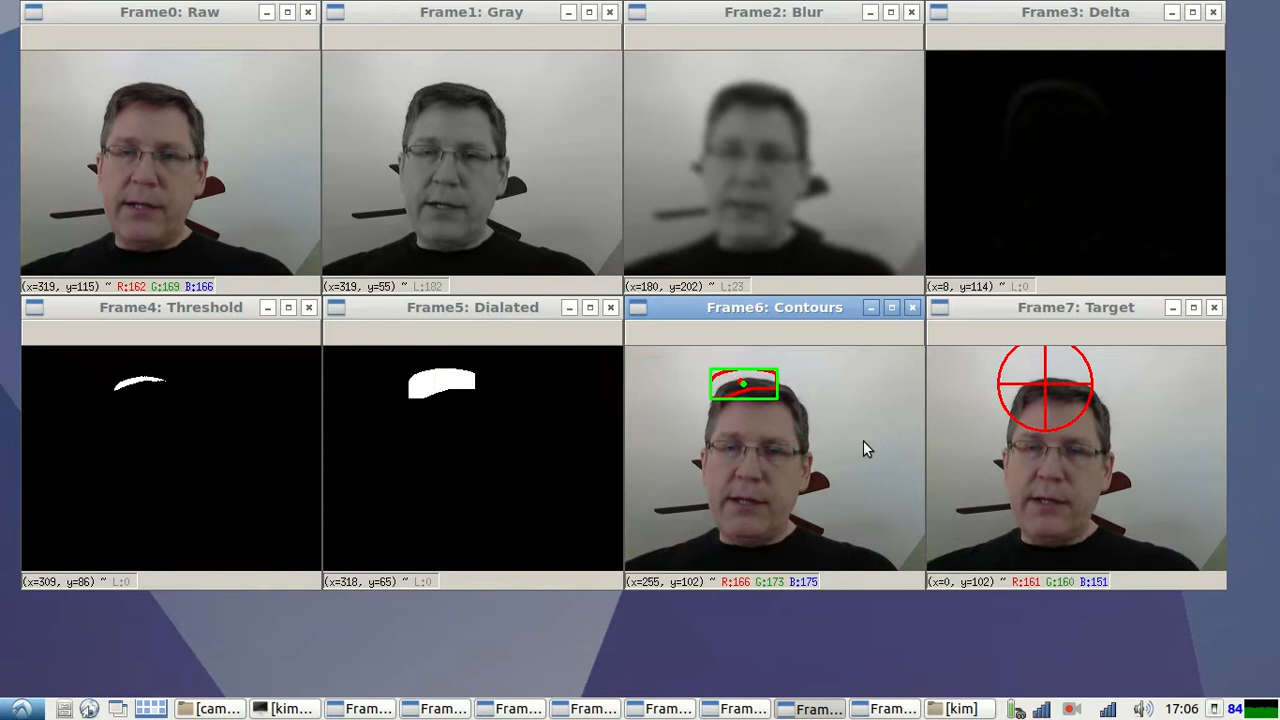 Frame0: Raw
Frame1: Gray
Frame2: Blur
Frame3: Delta
(x=319, y=115) ~ R:162 G:169 B:166
(x=319, y=55) ~ L:182
(x=180, y=202) ~ L:23
(x=8, y=114) ~ L:0
Frame4: Threshold
Frame5: Dialated
Frame6: Contours
Frame7: Target
(x=309, y=86) ~ L:0
(x=318, y=65) ~ L:0
(x=255, y=102) ~ R:166 G:173 B:175
(x=0, y=102) ~ R:161 G:160 B:151
[cam... [kim... Fram... Fram... Fram... Fram... Fram... Fram... Fram... Fram... [kim] 17:06 84